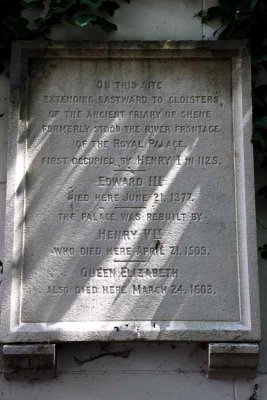 On this site
extending eastward to cloisters
of the ancient friary of Shene
formerly stood the river frontage
of the Royal Palace.
first occupied by Henry I in 1125.
Edward III
died here June 21. 1377.
The palace was rebuilt by
Henry VII
who died here April 21. 1509.
Queen Elizabeth
also died here March 24. 1603.